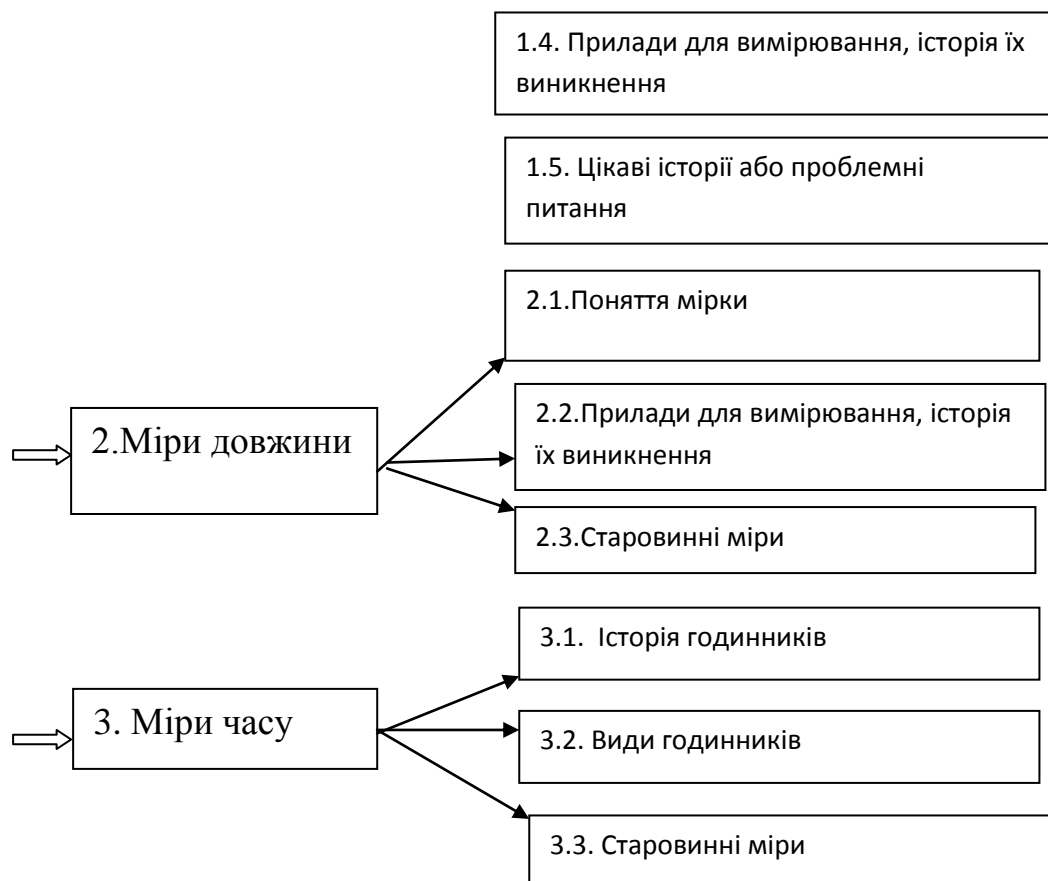 1.4. Прилади для вимірювання, історія їх
виникнення
1.5. Цікаві історії або проблемні
питання
2.1.Поняття мірки
2.Міри довжини
2.2.Прилади для вимірювання, історія
їх виникнення
2.3.Старовинні міри
3.1. Історія годинників
3. Міри часу
3.2. Види годинників
3.3. Старовинні міри